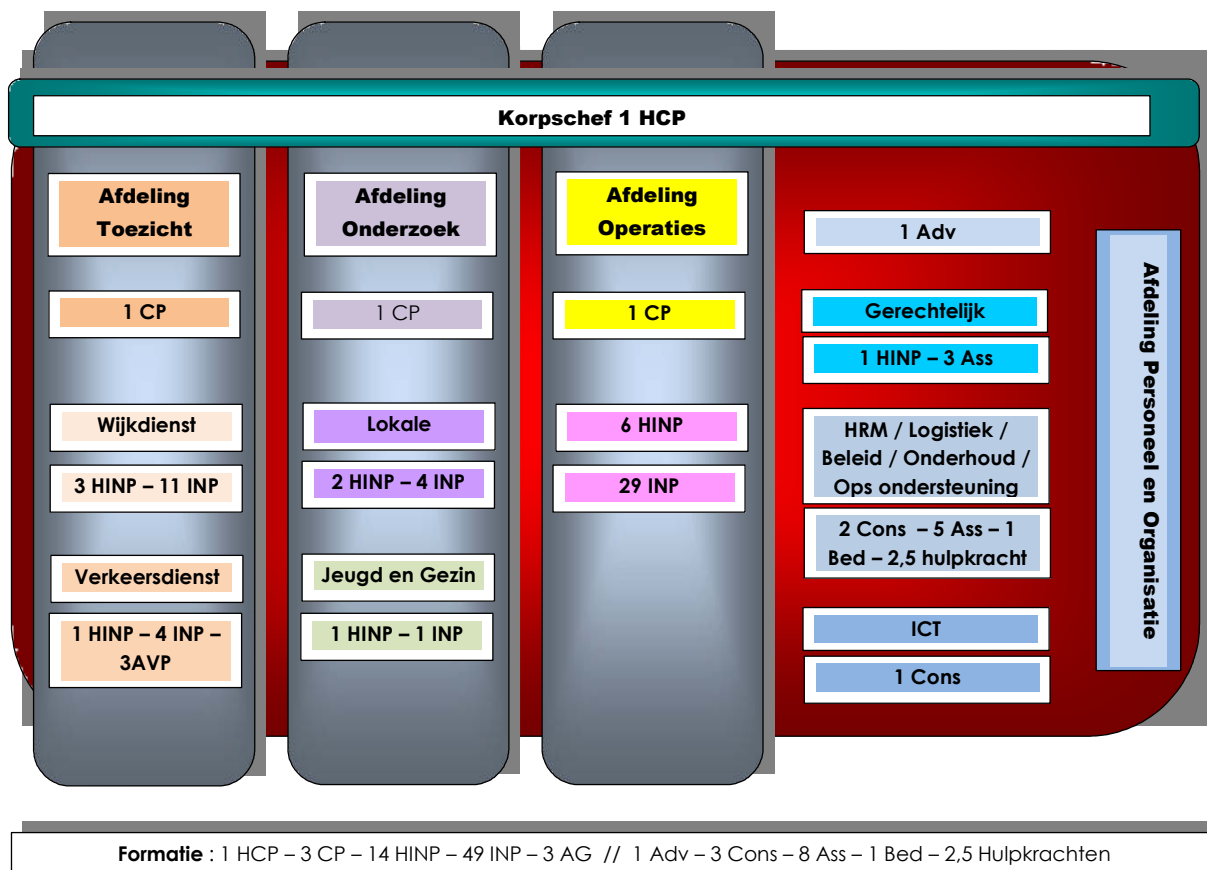 Korpschef 1 HCP
Afdeling
Toezicht
1 CP
Wijkdienst
3 HINP – 11 INP
Verkeersdienst
1 HINP – 4 INP –
3AVP
Afdeling
Onderzoek
1 CP
Lokale
2 HINP – 4 INP
Jeugd en Gezin
1 HINP – 1 INP
Afdeling
Operaties
1 CP
6 HINP
29 INP
1 Adv
Gerechtelijk
1 HINP – 3 Ass
HRM / Logistiek /
Beleid / Onderhoud /
Ops ondersteuning
2 Cons – 5 Ass – 1
Bed – 2,5 hulpkracht
ICT
1 Cons
Afdeling Personeel en Organisatie
Formatie : 1 HCP – 3 CP – 14 HINP – 49 INP – 3 AG // 1 Adv – 3 Cons – 8 Ass – 1 Bed – 2,5 Hulpkrachten